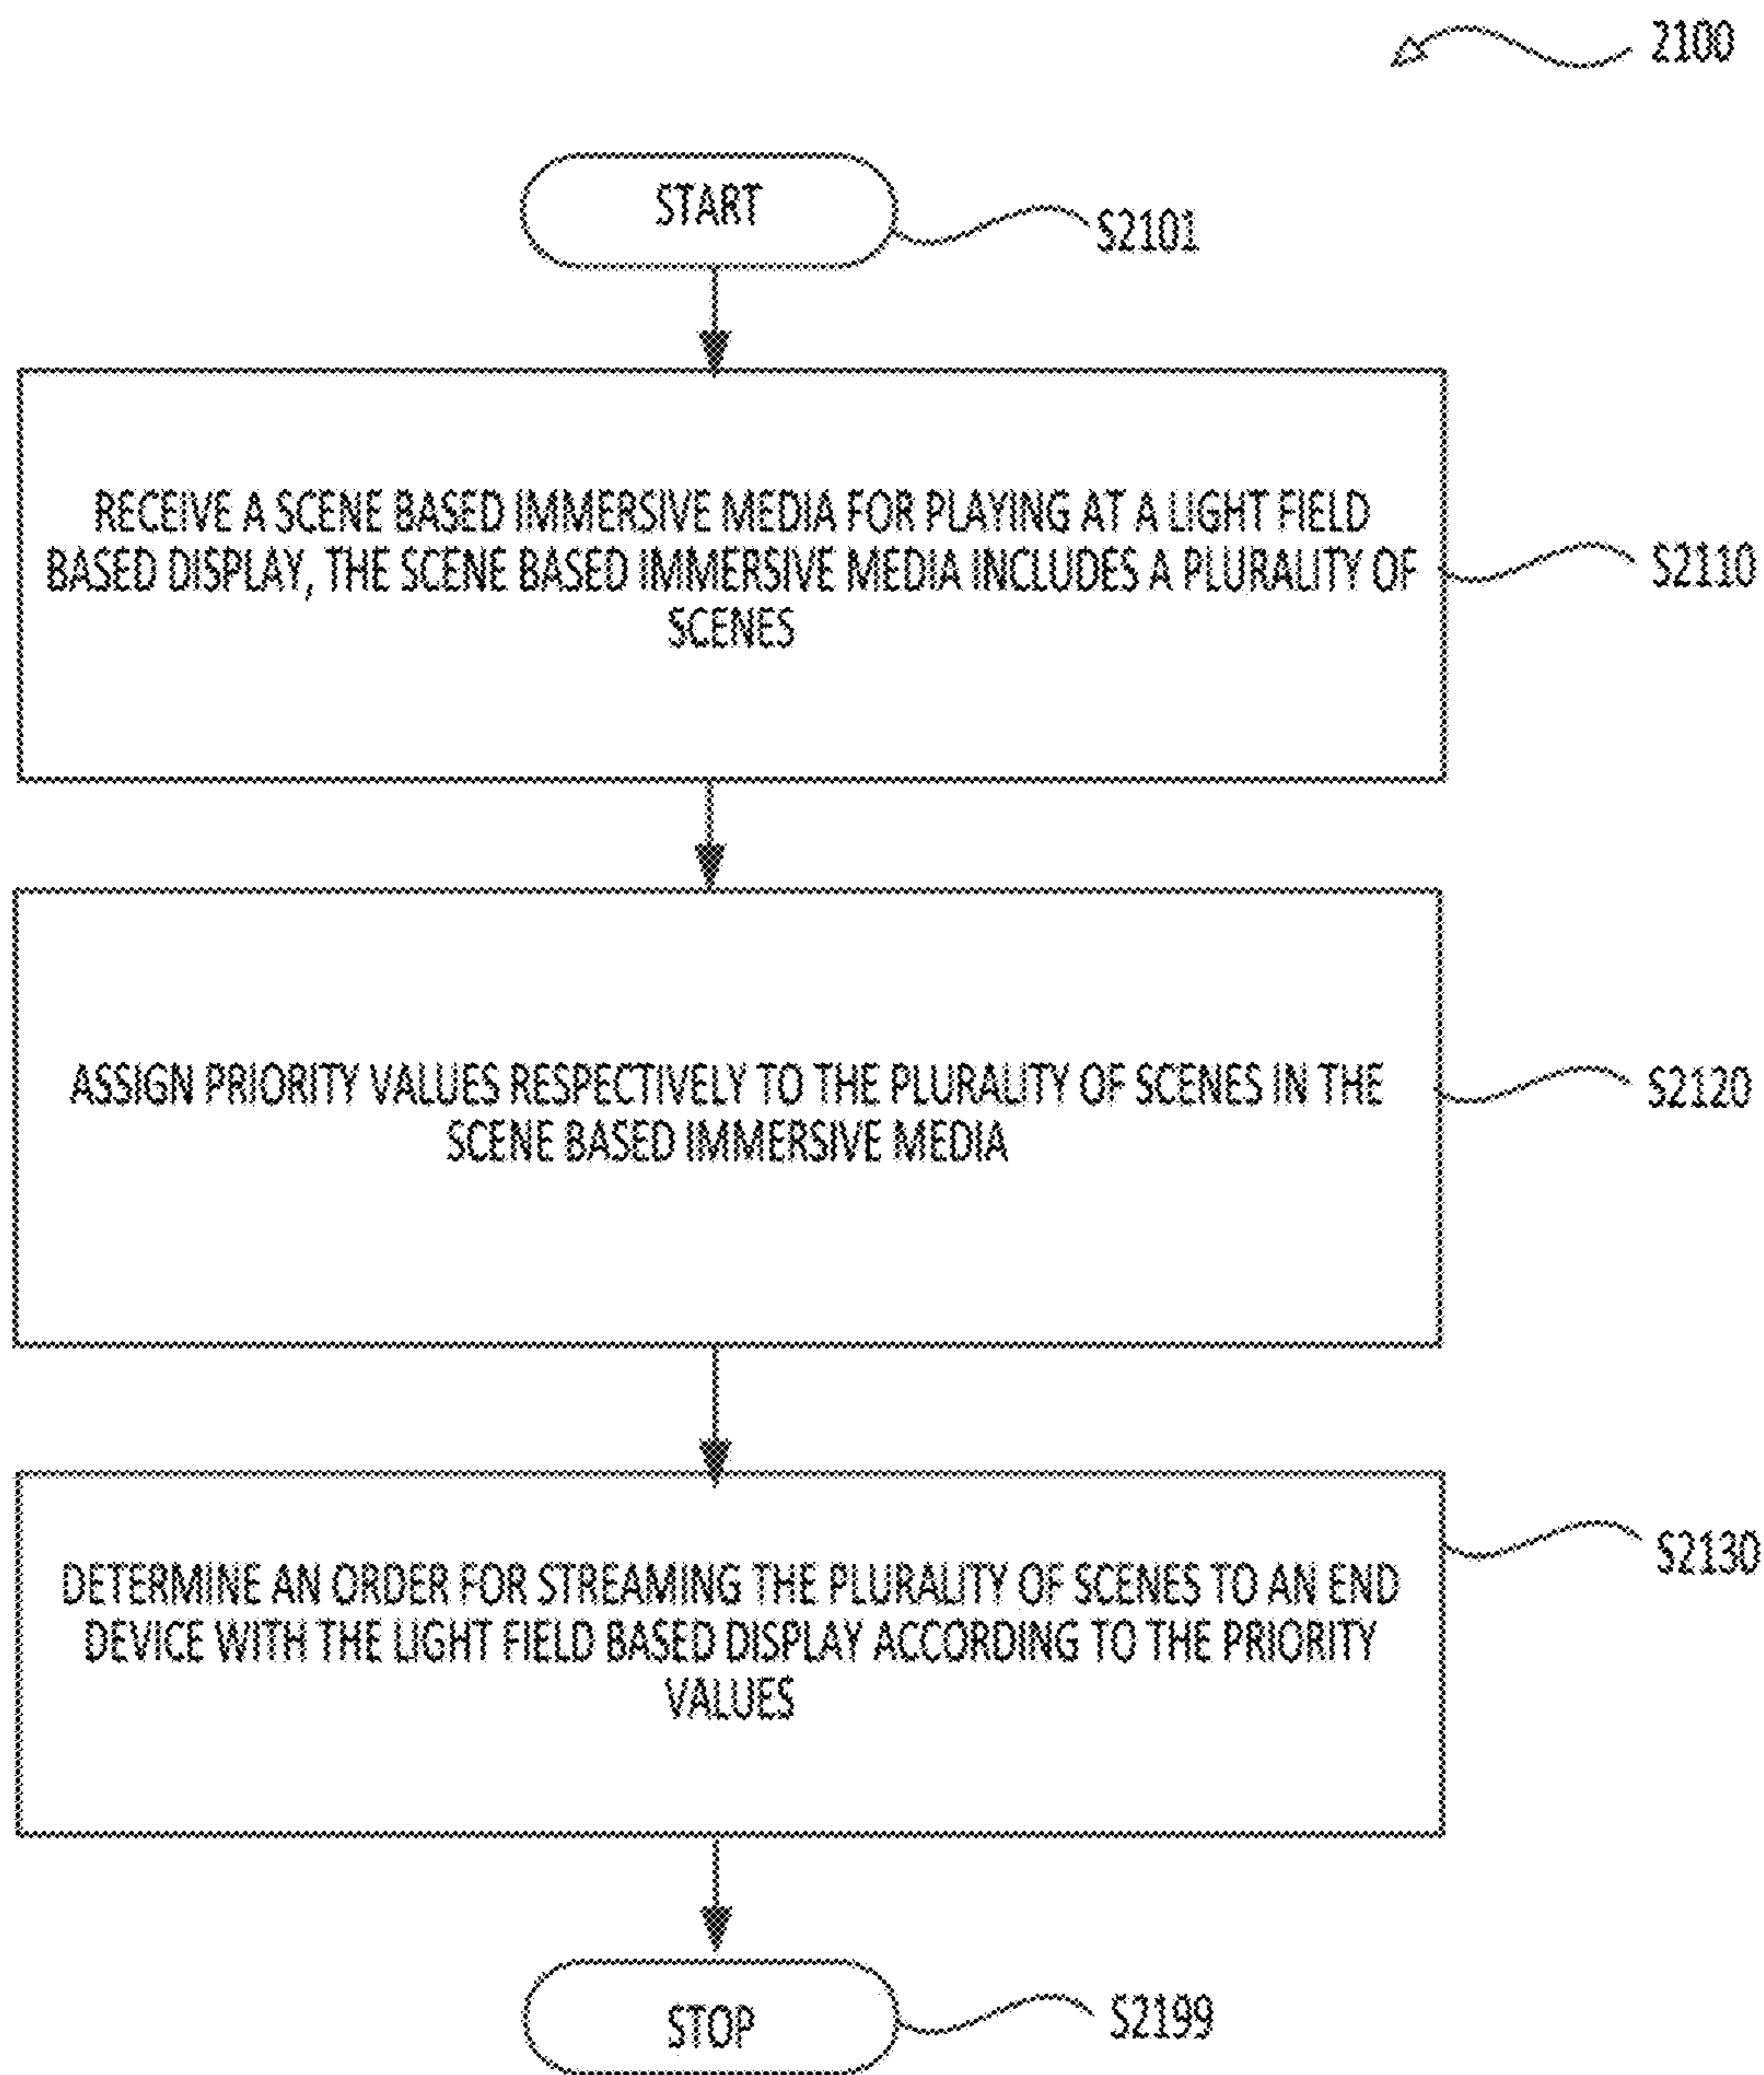 2100
START
S2101
RECEIVE A SCENE BASED IMMERSIVE MEDIA FOR PLAYING AT A LIGHT FIELD
BASED DISPLAY, THE SCENE BASED IMMERSIVE MEDIA INCLUDES A PLURALITY OF
SCENES
S2110
ASSIGN PRIORITY VALUES RESPECTIVELY TO THE PLURALITY OF SCENES IN THE
SCENE BASED IMMERSIVE MEDIA
S2120
DETERMINE AN ORDER FOR STREAMING THE PLURALITY OF SCENES TO AN END
DEVICE WITH THE LIGHT FIELD BASED DISPLAY ACCORDING TO THE PRIORITY
VALUES
S2130
STOP
S2199